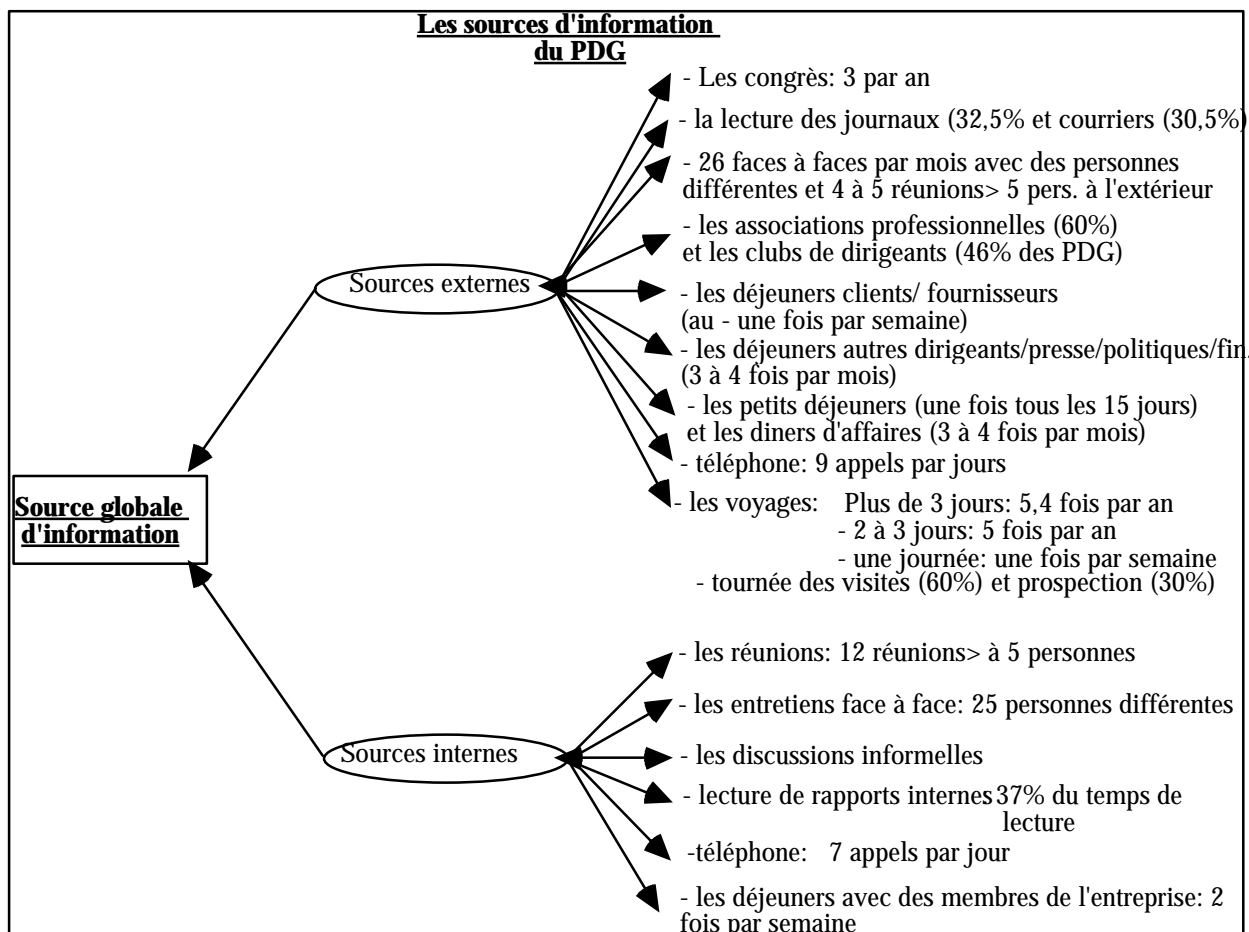 Les sources d'information
du PDG
- Les congrès: 3 par an
- la lecture des journaux (32,5% et courriers (30,5%)
- 26 faces à faces par mois avec des personnes
différentes et 4 à 5 réunions> 5 pers. à l'extérieur
- les associations professionnelles (60%)
et les clubs de dirigeants (46% des PDG)
Sources externes
- les déjeuners clients/ fournisseurs
(au - une fois par semaine)
- les déjeuners autres dirigeants/presse/politiques/fin.
(3 à 4 fois par mois)
- les petits déjeuners (une fois tous les 15 jours)
et les diners d'affaires (3 à 4 fois par mois)
- téléphone: 9 appels par jours
- les voyages: Plus de 3 jours: 5,4 fois par an
- 2 à 3 jours: 5 fois par an
- une journée: une fois par semaine
- tournée des visites (60%) et prospection (30%)
Source globale
d'information
- les réunions: 12 réunions> à 5 personnes
- les entretiens face à face: 25 personnes différentes
Sources internes
- les discussions informelles
- lecture de rapports internes: 37% du temps de
lecture
-téléphone: 7 appels par jour
- les déjeuners avec des membres de l'entreprise: 2
fois par semaine